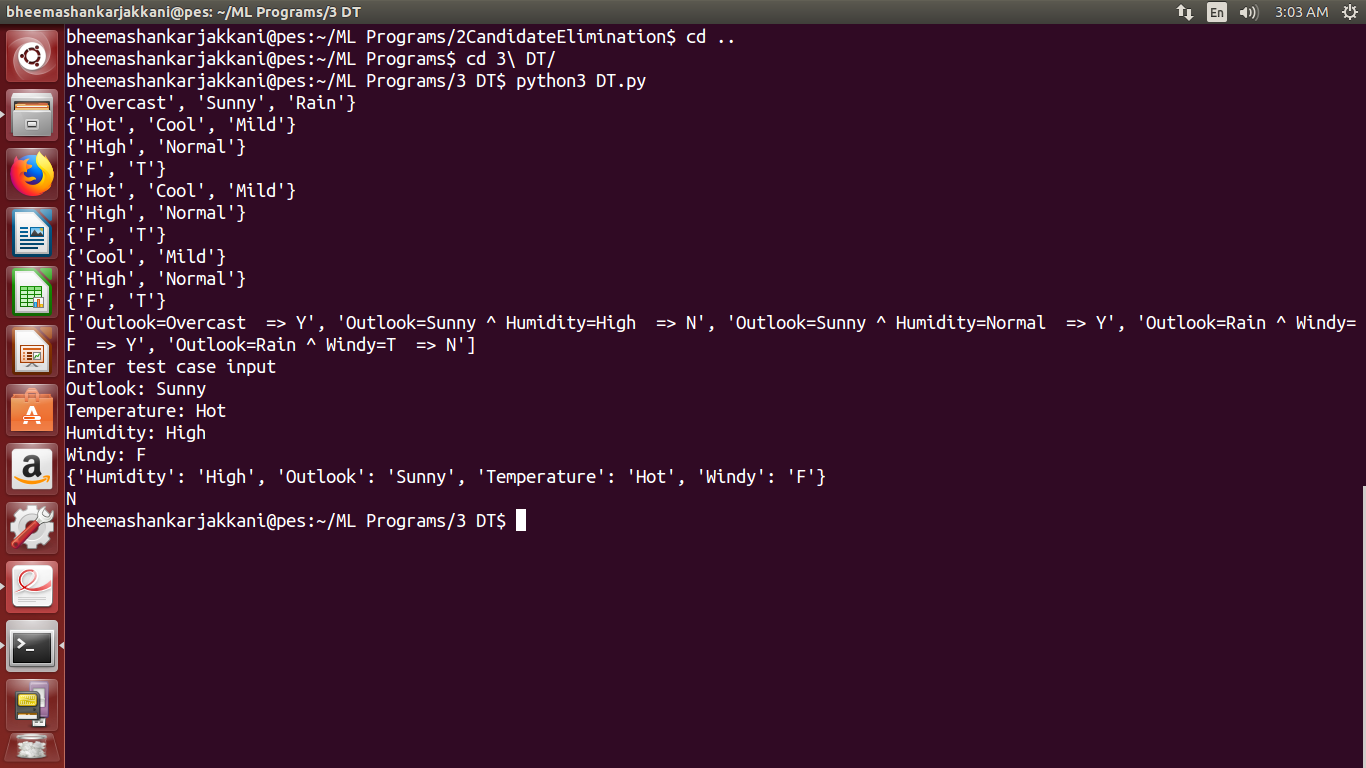 bheemashankarjakkani@pes: ~/ML Programs/3 DT
En
3:03 AM
bheemashankarjakkani@pes:~/ML Programs/2CandidateElimination$ cd ..
bheemashankarjakkani@pes:~/ML Programs$ cd 3\ DT/
bheemashankarjakkani@pes:~/ML Programs/3 DT$ python3 DT.py
{'Overcast', 'Sunny', 'Rain'}
{'Hot', 'Cool', 'Mild'}
{'High', 'Normal'}
{'F', 'T'}
{'Hot', 'Cool', 'Mild'}
{'High', 'Normal'}
{'F', 'T'}
{'Cool', 'Mild'}
{'High', 'Normal'}
{'F', 'T'}
['Outlook=Overcast  => Y', 'Outlook=Sunny ^ Humidity=High  => N', 'Outlook=Sunny ^ Humidity=Normal  => Y', 'Outlook=Rain ^ Windy=
F  => Y', 'Outlook=Rain ^ Windy=T  => N']
Enter test case input
Outlook: Sunny
Temperature: Hot
Humidity: High
Windy: F
{'Humidity': 'High', 'Outlook': 'Sunny', 'Temperature': 'Hot', 'Windy': 'F'}
N
bheemashankarjakkani@pes:~/ML Programs/3 DT$